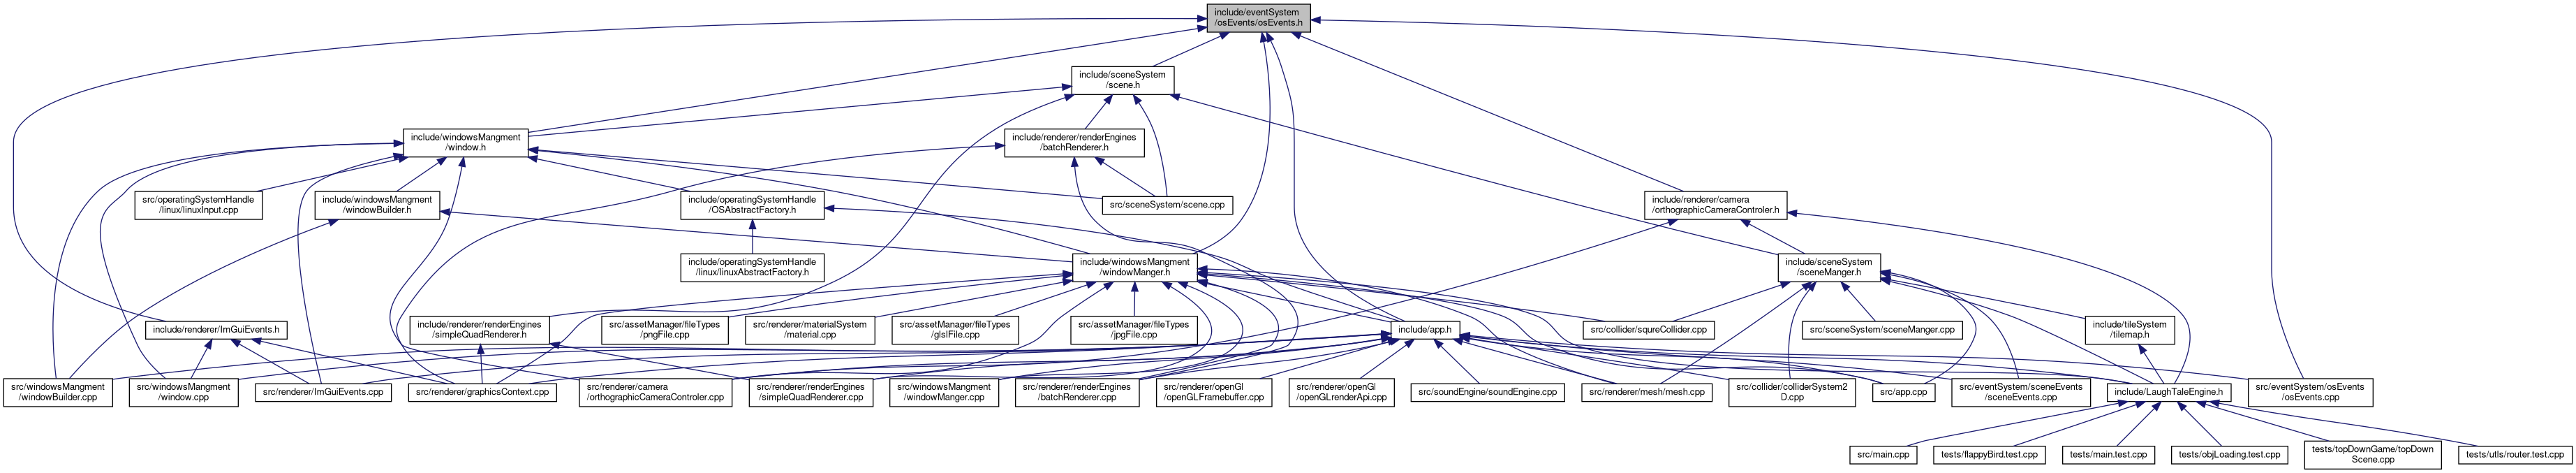 include/eventSystem
/osEvents/osEvents.h
include/sceneSystem
/scene.h
include/windowsMangment
/window.h
include/renderer/renderEngines
/batchRenderer.h
src/operatingSystemHandle
/linux/linuxInput.cpp
include/windowsMangment
/windowBuilder.h
include/operatingSystemHandle
/OSAbstractFactory.h
src/sceneSystem/scene.cpp
include/renderer/camera
/orthographicCameraControler.h
include/operatingSystemHandle
/linux/linuxAbstractFactory.h
include/windowsMangment
/windowManger.h
include/sceneSystem
/sceneManger.h
include/renderer/ImGuiEvents.h
include/renderer/renderEngines
/simpleQuadRenderer.h
src/assetManager/fileTypes
/pngFile.cpp
src/renderer/materialSystem
/material.cpp
src/assetManager/fileTypes
/glslFile.cpp
src/assetManager/fileTypes
/jpgFile.cpp
include/app.h
src/collider/squreCollider.cpp
src/sceneSystem/sceneManger.cpp
include/tileSystem
/tilemap.h
src/windowsMangment
/windowBuilder.cpp
src/windowsMangment
/window.cpp
src/renderer/ImGuiEvents.cpp
src/renderer/graphicsContext.cpp
src/renderer/camera
/orthographicCameraControler.cpp
src/renderer/renderEngines
/simpleQuadRenderer.cpp
src/windowsMangment
/windowManger.cpp
src/renderer/renderEngines
/batchRenderer.cpp
src/renderer/openGl
/openGLFramebuffer.cpp
src/renderer/openGl
/openGLrenderApi.cpp
src/soundEngine/soundEngine.cpp
src/renderer/mesh/mesh.cpp
src/collider/colliderSystem2
D.cpp
src/app.cpp
src/eventSystem/sceneEvents
/sceneEvents.cpp
include/LaughTaleEngine.h
src/eventSystem/osEvents
/osEvents.cpp
src/main.cpp
tests/flappyBird.test.cpp
tests/main.test.cpp
tests/objLoading.test.cpp
tests/topDownGame/topDown
Scene.cpp
tests/utls/router.test.cpp